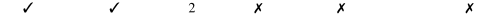 ✓ ✓ 2 ✗ ✗ ✗